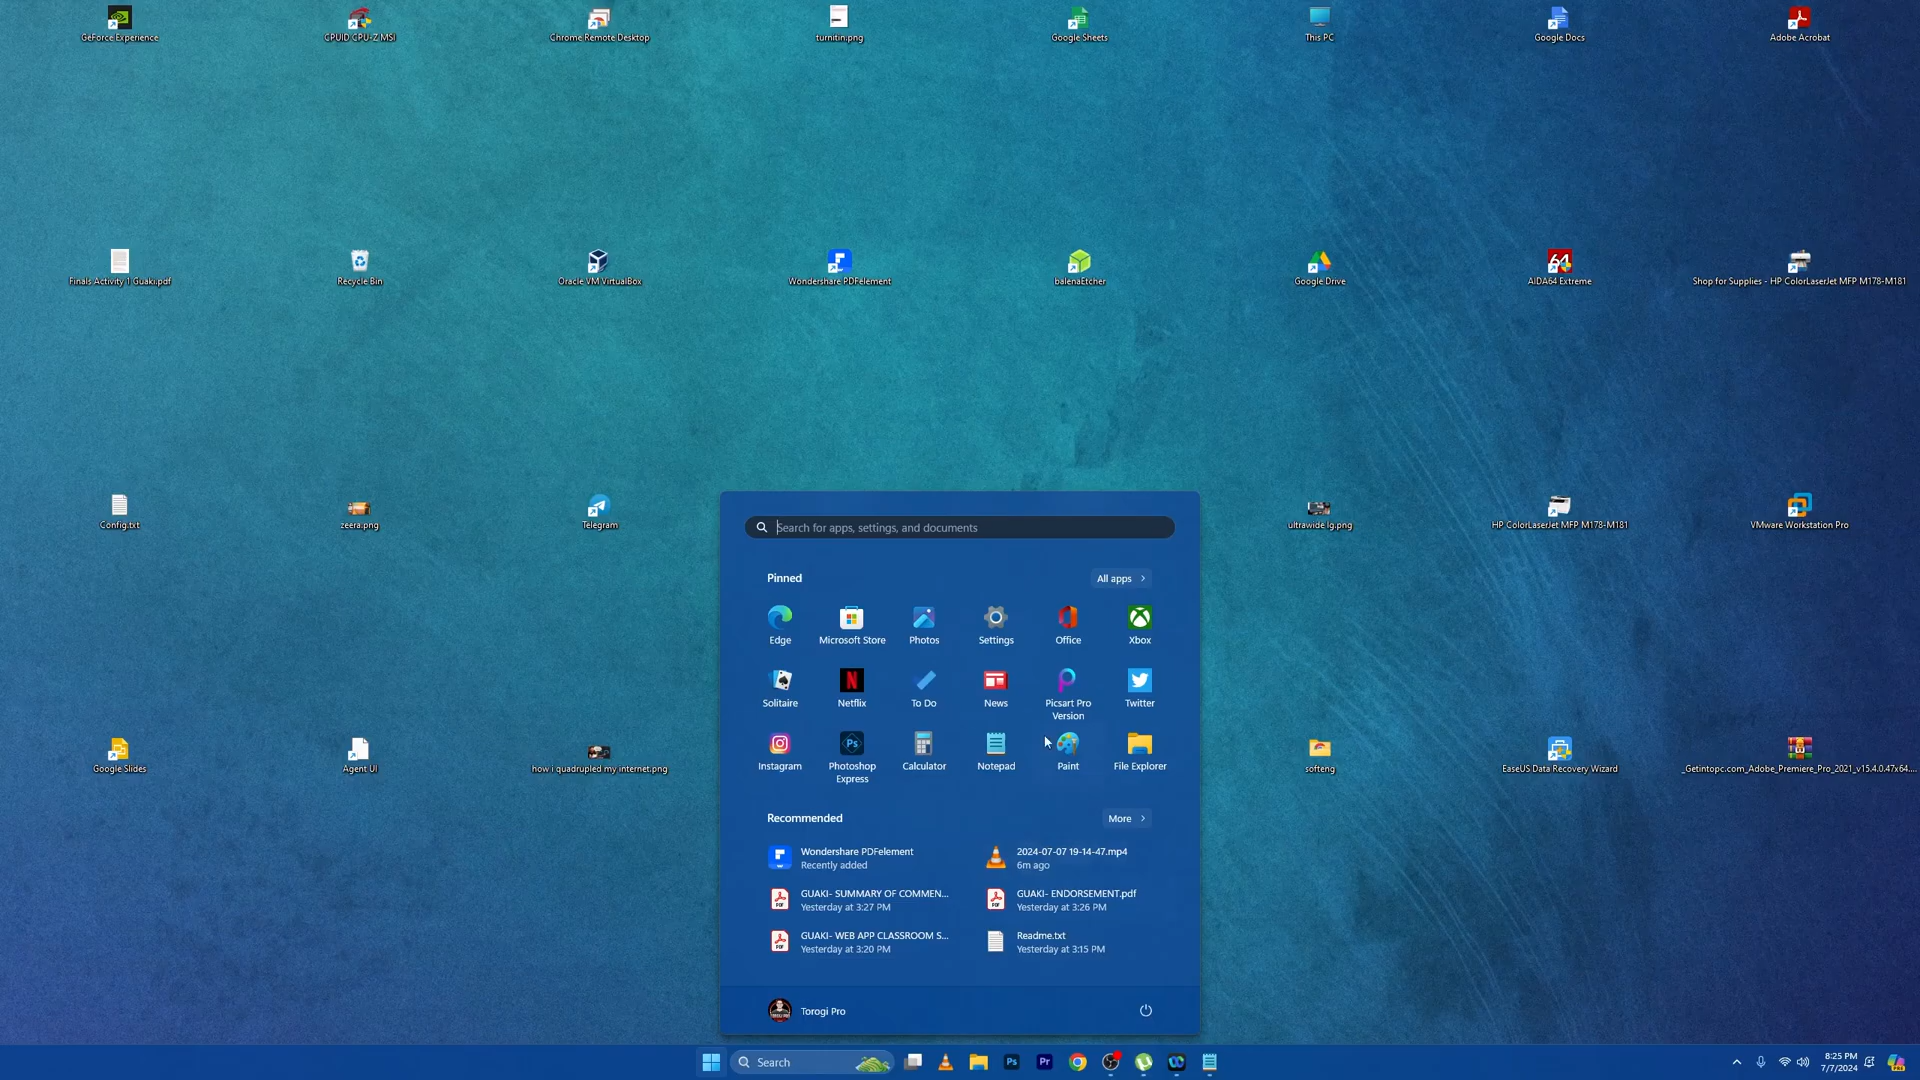 GeForce Experience
CPUID CPU-Z MSI
Chrome Remote Desktop
turnitin.png
Google Sheets
This PC
Google Docs
Adobe Acrobat
Finals Activity 1 Guaki.pdf
Recycle Bin
Oracle VM VirtualBox
Wondershare PDFelement
balenaEtcher
Google Drive
64
AIDA64 Extreme
Shop for Supplies - HP ColorLaserJet MFP M178-M181
Config.txt
zeera.png
Telegram
ultrawide lg.png
HP ColorLaserJet MFP M178-M181
VMware Workstation Pro
Google Slides
Agent UI
how i quadrupled my internet.png
softeng
EaseUS Data Recovery Wizard
_Getintopc.com_Adobe_Premiere_Pro_2021_v15.4.0.47x64....
Search for apps, settings, and documents
Pinned
All apps
Edge
Microsoft Store
Photos
Settings
Office
Xbox
Solitaire
Netflix
To Do
News
Picsart Pro
Version
Twitter
Instagram
Ps
Photoshop
Express
Calculator
Notepad
Paint
File Explorer
Recommended
More
Wondershare PDFelement
Recently added
2024-07-07 19-14-47.mp4
6m ago
PDF
GUAKI- SUMMARY OF COMMEN...
Yesterday at 3:27 PM
PDF
GUAKI- ENDORSEMENT.pdf
Yesterday at 3:26 PM
PDF
GUAKI- WEB APP CLASSROOM S...
Yesterday at 3:20 PM
Readme.txt
Yesterday at 3:15 PM
Torogi Pro
Search
Ps
Pr
8:25 PM
7/7/2024